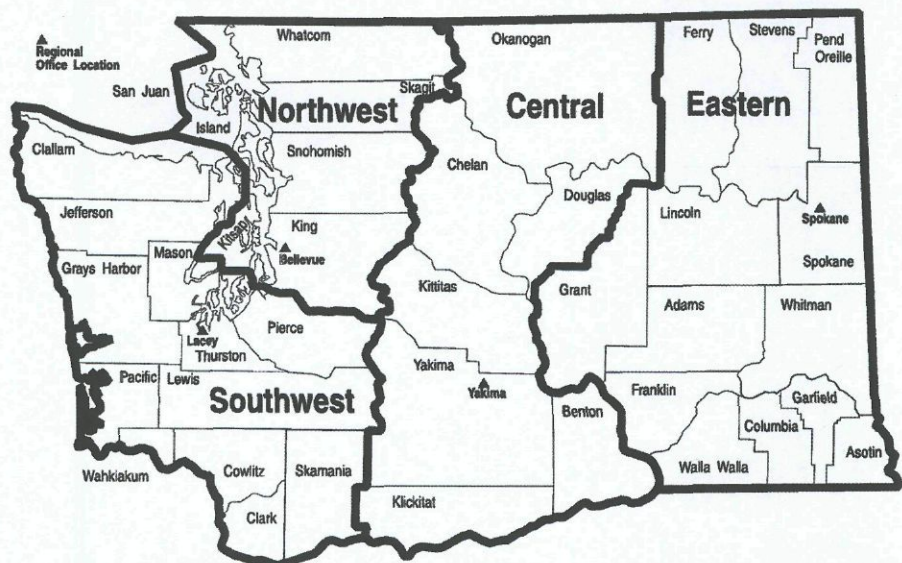 Regional
Office Location
San Juan
Whatcom
Skagit
Northwest
Island
Snohomish
King
Kitsap
Bellevue
Okanogan
Central
Chelan
Douglas
Kittitas
Yakima
Yakima
Benton
Klickitat
Ferry
Stevens
Pend
Oreille
Eastern
Lincoln
Spokane
Spokane
Grant
Adams
Whitman
Franklin
Garfield
Columbia
Walla Walla
Asotin
Clallam
Jefferson
Mason
Grays Harbor
Lacey
Thurston
Pierce
Pacific
Lewis
Southwest
Wahkiakum
Cowlitz
Skamania
Clark